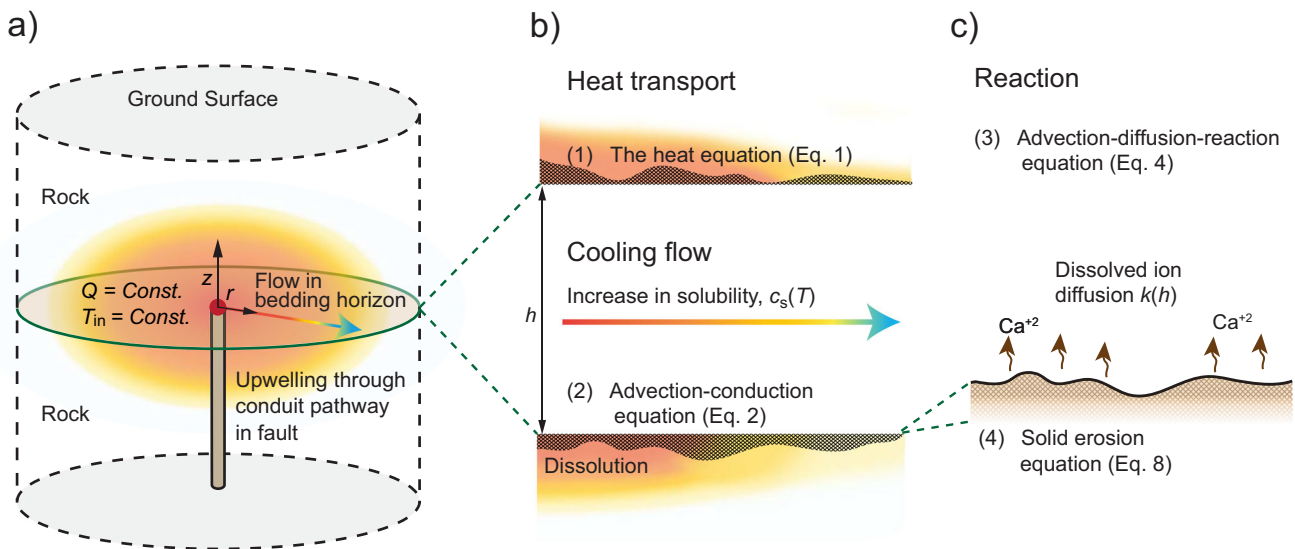 a)
Ground Surface
Rock
z
r
Q = Const.
T_in = Const.
Flow in
bedding horizon
Rock
Upwelling through
conduit pathway
in fault
b)
Heat transport
(1) The heat equation (Eq. 1)
h
Cooling flow
Increase in solubility, c_s(T)
(2) Advection-conduction
equation (Eq. 2)
Dissolution
c)
Reaction
(3) Advection-diffusion-reaction
equation (Eq. 4)
Dissolved ion
diffusion k(h)
Ca⁺²
Ca⁺²
(4) Solid erosion
equation (Eq. 8)